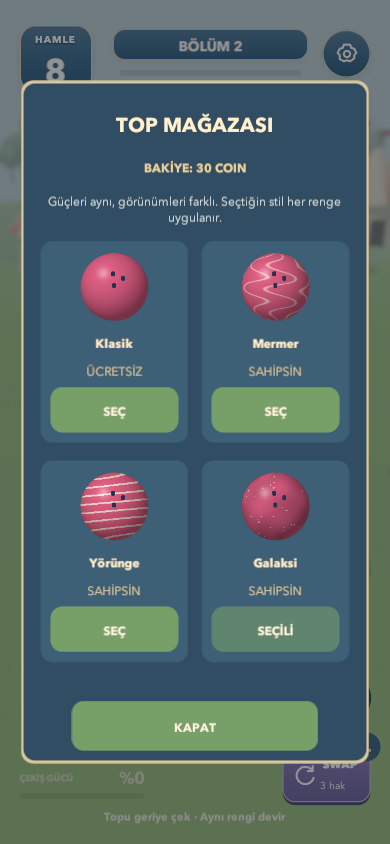 HAMLE
8
BÖLÜM 2
TOP MAĞAZASI
BAKİYE: 30 COIN
Güçleri aynı, görünümleri farklı. Seçtiğin stil her renge
uygulanır.
Klasik
ÜCRETSİZ
SEÇ
Mermer
SAHİPSİN
SEÇ
Yörünge
SAHİPSİN
SEÇ
Galaksi
SAHİPSİN
SEÇİLİ
KAPAT
ÇEKİŞ GÜCÜ
%0
SWAP
3 hak
Topu geriye çek · Aynı rengi devir